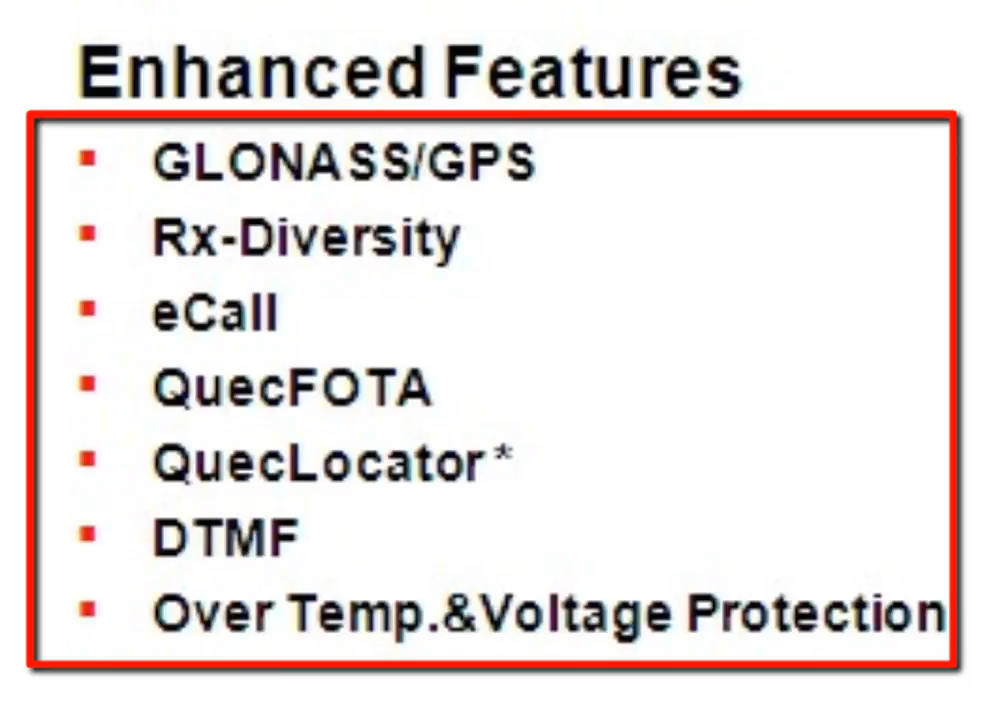 Enhanced Features
GLONASS/GPS
Rx-Diversity
eCall
QuecFOTA
QuecLocator*
DTMF
Over Temp.&Voltage Protection